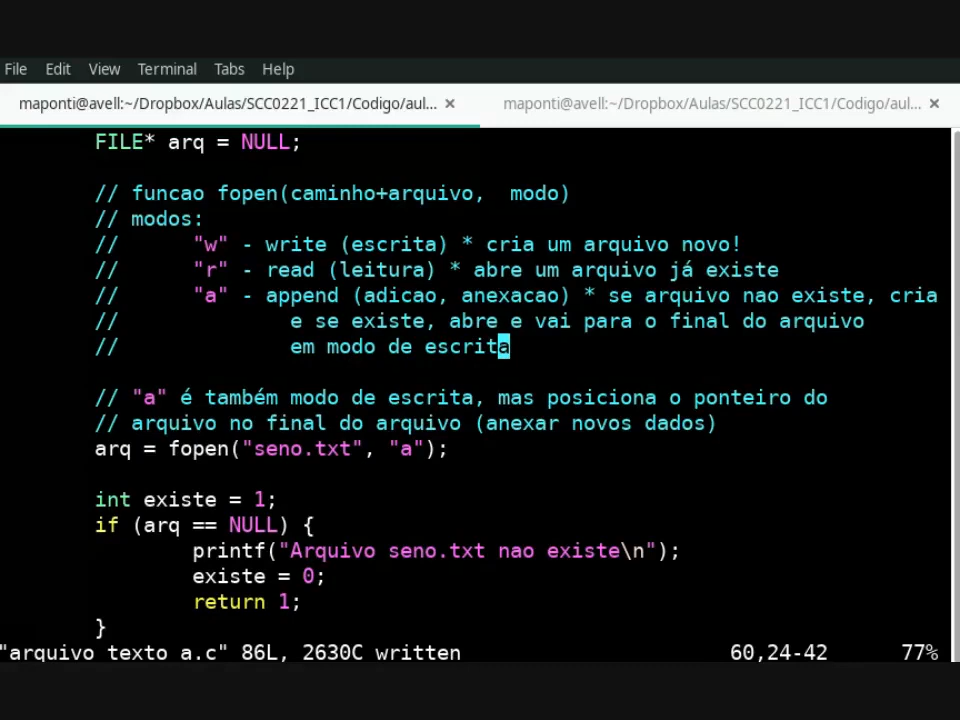 File Edit View Terminal Tabs Help
maponti@avell:~/Dropbox/Aulas/SCC0221_ICC1/Codigo/aul... × maponti@avell:~/Dropbox/Aulas/SCC0221_ICC1/Codigo/aul... ×
FILE* arq = NULL;
// funcao fopen(caminho+arquivo,  modo)
// modos:
//      "w" - write (escrita) * cria um arquivo novo!
//      "r" - read (leitura) * abre um arquivo já existe
//      "a" - append (adicao, anexacao) * se arquivo nao existe, cria
//              e se existe, abre e vai para o final do arquivo
//              em modo de escrita
// "a" é também modo de escrita, mas posiciona o ponteiro do
// arquivo no final do arquivo (anexar novos dados)
arq = fopen("seno.txt", "a");
int existe = 1;
if (arq == NULL) {
        printf("Arquivo seno.txt nao existe\n");
        existe = 0;
        return 1;
}
"arquivo_texto_a.c" 86L, 2630C written 60,24-42 77%